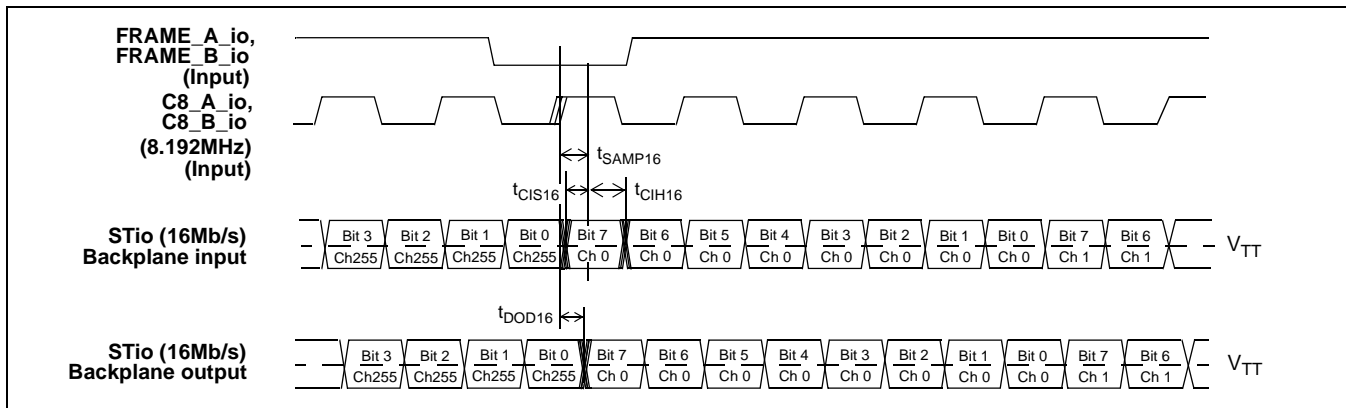 FRAME_A_io,
FRAME_B_io
(Input)
C8_A_io,
C8_B_io
(8.192MHz)
(Input)
tSAMP16
tCIS16
tCIH16
STio (16Mb/s)
Backplane input
Bit 3 Bit 2 Bit 1 Bit 0 Bit 7 Bit 6 Bit 5 Bit 4 Bit 3 Bit 2 Bit 1 Bit 0 Bit 7 Bit 6
Ch255 Ch255 Ch255 Ch255 Ch 0 Ch 0 Ch 0 Ch 0 Ch 0 Ch 0 Ch 0 Ch 0 Ch 1 Ch 1
VTT
tDOD16
STio (16Mb/s)
Backplane output
Bit 3 Bit 2 Bit 1 Bit 0 Bit 7 Bit 6 Bit 5 Bit 4 Bit 3 Bit 2 Bit 1 Bit 0 Bit 7 Bit 6
Ch255 Ch255 Ch255 Ch255 Ch 0 Ch 0 Ch 0 Ch 0 Ch 0 Ch 0 Ch 0 Ch 0 Ch 1 Ch 1
VTT